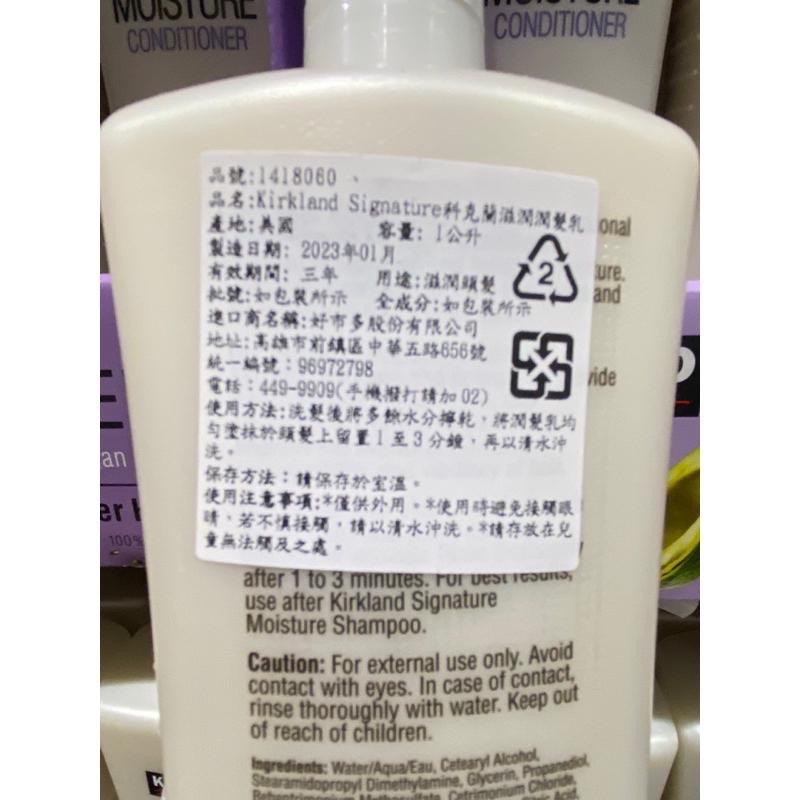 MOISTURE
CONDITIONER
MOISTURE
CONDITIONER
品號:1418060 、
品名:Kirkland Signature科克蘭滋潤潤髮乳
產地:美國 容量: 1公升
製造日期: 2023年01月
有效期間: 三年 用途:滋潤頭髮
批號:如包裝所示 全成分:如包裝所示
進口商名稱:好市多股份有限公司
地址:高雄市前鎮區中華五路656號
統一編號:96972798
電話:449-9909(手機撥打請加02)
使用方法:洗髮後將多餘水分擰乾,將潤髮乳均
勻塗抹於頭髮上留置1至3分鐘,再以清水沖
洗。
保存方法:請保存於室溫。
使用注意事項:*僅供外用。*使用時避免接觸眼
睛,若不慎接觸,請以清水沖洗。*請存放在兒
童無法觸及之處。
2
onal
ture.
and
vide
an
er
100%
after 1 to 3 minutes. For best results,
use after Kirkland Signature
Moisture Shampoo.
Caution: For external use only. Avoid
contact with eyes. In case of contact,
rinse thoroughly with water. Keep out
of reach of children.
Ingredients: Water/Aqua/Eau, Cetearyl Alcohol,
Stearamidopropyl Dimethylamine, Glycerin, Propanediol,
Behentrimonium Methosulfate, Cetrimonium Chloride,